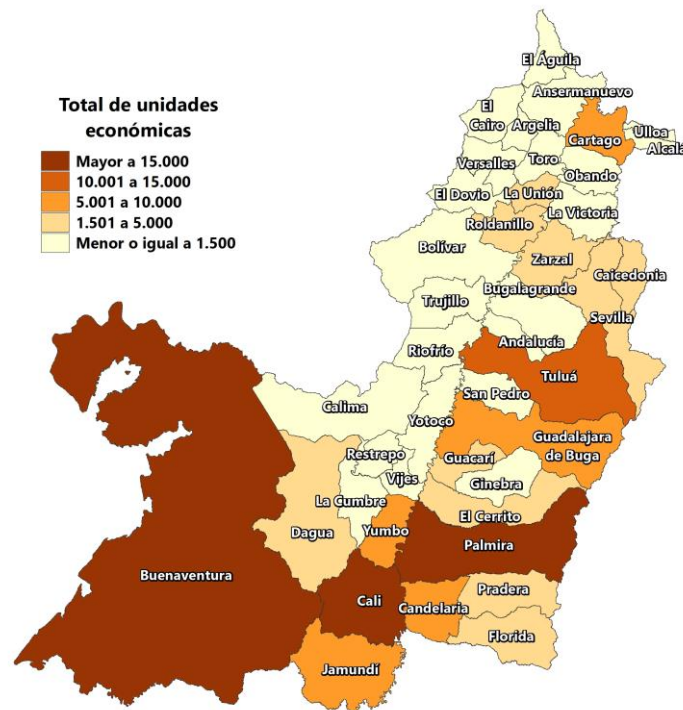 Total de unidades
económicas
Mayor a 15.000
10.001 a 15.000
5.001 a 10.000
1.501 a 5.000
Menor o igual a 1.500
El Águila
Ansermanuevo
El
Cairo
Argelia
Cartago
Ulloa
Alcalá
Versalles
Toro
Obando
El Dovio
La Unión
La Victoria
Roldanillo
Bolívar
Zarzal
Caicedonia
Bugalagrande
Trujillo
Sevilla
Andalucía
Riofrío
Tuluá
San Pedro
Calima
Yotoco
Guadalajara
de Buga
Restrepo
Guacarí
Vijes
Ginebra
La Cumbre
El Cerrito
Dagua
Yumbo
Palmira
Buenaventura
Cali
Candelaria
Pradera
Florida
Jamundí